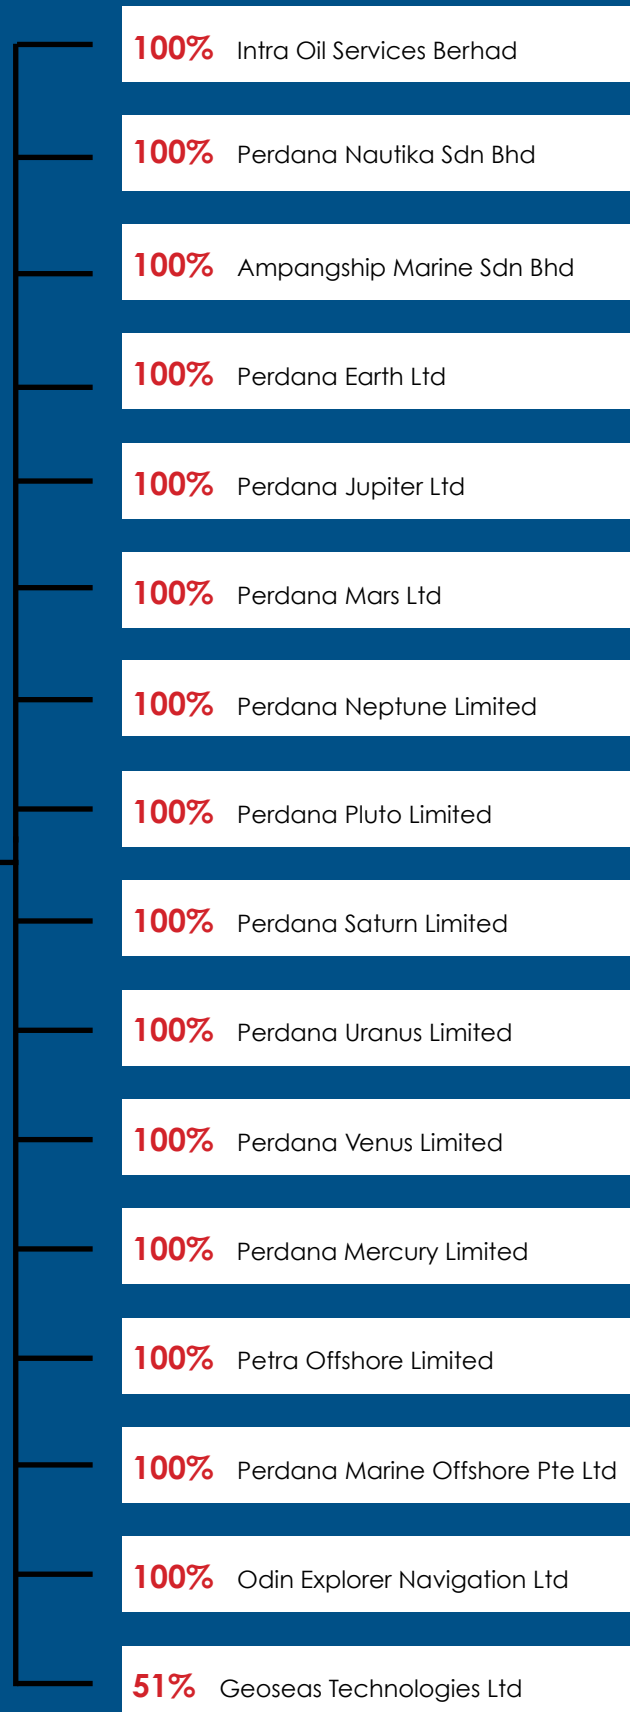 100% Intra Oil Services Berhad
100% Perdana Nautika Sdn Bhd
100% Ampangship Marine Sdn Bhd
100% Perdana Earth Ltd
100% Perdana Jupiter Ltd
100% Perdana Mars Ltd
100% Perdana Neptune Limited
100% Perdana Pluto Limited
100% Perdana Saturn Limited
100% Perdana Uranus Limited
100% Perdana Venus Limited
100% Perdana Mercury Limited
100% Petra Offshore Limited
100% Perdana Marine Offshore Pte Ltd
100% Odin Explorer Navigation Ltd
51% Geoseas Technologies Ltd